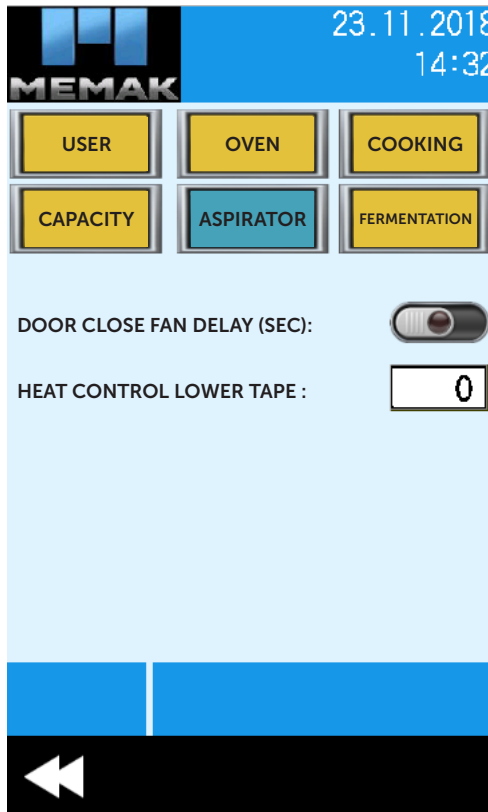 23.11.2018
14:32
MEMAK
USER
OVEN
COOKING
CAPACITY
ASPIRATOR
FERMENTATION
DOOR CLOSE FAN DELAY (SEC):
HEAT CONTROL LOWER TAPE :
0